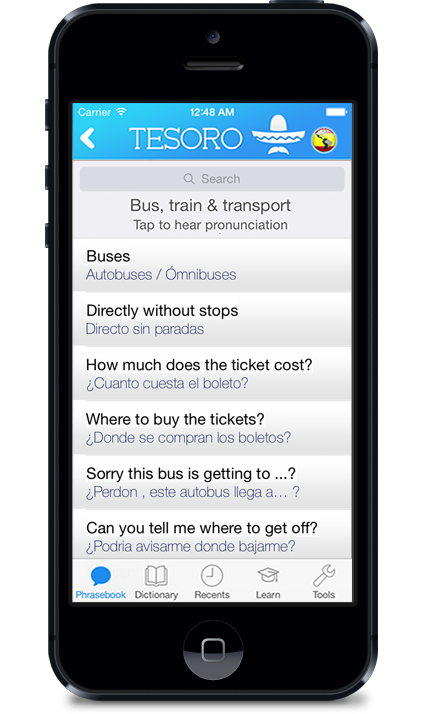 Carrier 12:48 AM
TESORO
Search
Bus, train & transport
Tap to hear pronunciation
Buses
Autobuses / Ómnibuses
Directly without stops
Directo sin paradas
How much does the ticket cost?
¿Cuanto cuesta el boleto?
Where to buy the tickets?
¿Donde se compran los boletos?
Sorry this bus is getting to ...?
¿Perdon , este autobus llega a... ?
Can you tell me where to get off?
¿Podria avisarme donde bajarme?
Phrasebook Dictionary Recents Learn Tools